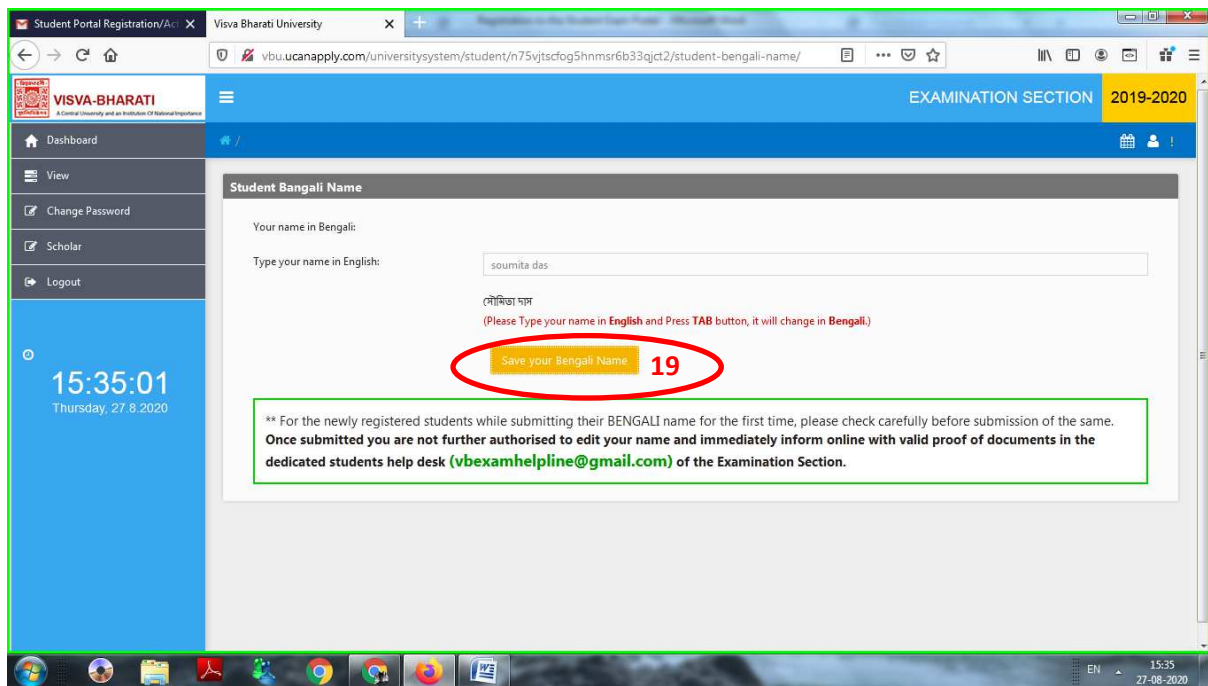 Student Portal Registration/Act
Visva Bharati University
vbu.ucanapply.com/universitysystem/student/n75vjtscfog5hnmsr6b33qjct2/student-bengali-name/
VISVA-BHARATI
A Central University and an Institution Of National Importance
EXAMINATION SECTION 2019-2020
Dashboard
/
View
Change Password
Scholar
Logout
15:35:01
Thursday, 27.8.2020
Student Bangali Name
Your name in Bengali:
Type your name in English: soumita das
সৌমিতা দাস
(Please Type your name in English and Press TAB button, it will change in Bengali.)
Save your Bengali Name 19
** For the newly registered students while submitting their BENGALI name for the first time, please check carefully before submission of the same.
Once submitted you are not further authorised to edit your name and immediately inform online with valid proof of documents in the
dedicated students help desk (vbexamhelpline@gmail.com) of the Examination Section.
EN 15:35
27-08-2020